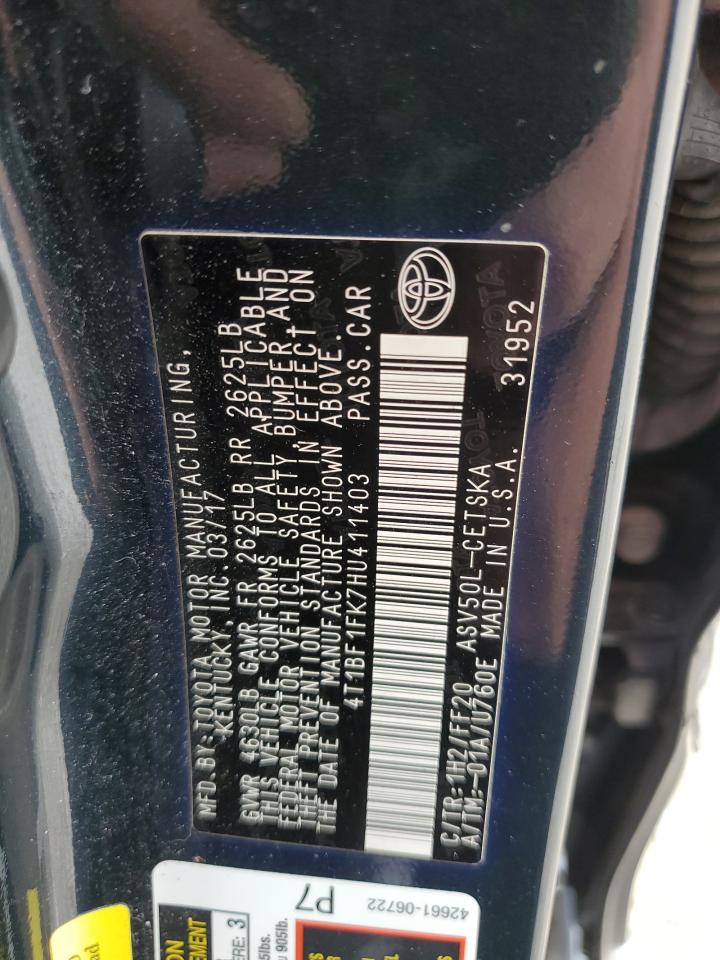 MFD. BY: TOYOTA MOTOR MANUFACTURING,
KENTUCKY, INC. 03/17
GVWR 4630LB GAWR FR 2625LB RR 2625LB
THIS VEHICLE CONFORMS TO ALL APPLICABLE
FEDERAL MOTOR VEHICLE SAFETY, BUMPER AND
THEFT PREVENTION STANDARDS IN EFFECT ON
THE DATE OF MANUFACTURE SHOWN ABOVE.
4T1BF1FK7HU411403 PASS.CAR
C/TR:1H2/FF20 ASV50L-CETSKA 31952
A/TM:-01A/U760E MADE IN U.S.A.
P7
42661-06722
ERE: 3